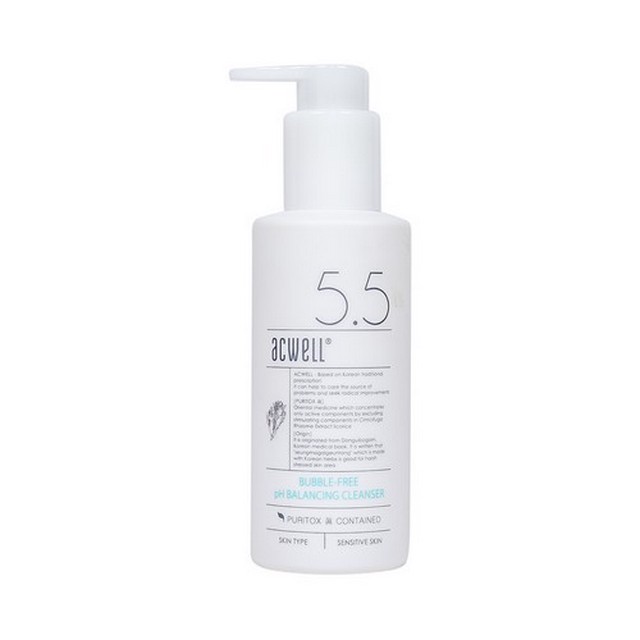 5.5
acwell®
ACWELL - Based on Korean traditional
prescription
It can help to care the source of
problems and seek radical improvements
[PURITOX
Oriental medicine which concentrate
only active components by excluding
stimulating components in Cimicifuga
Rhizome Extract licorice
(Origin)
It is originated from Donguibogam,
Korean medical book. It is written that
which is made
with Korean herbs is good for harsh
stressed skin area.
BUBBLE-FREE
pH BALANCING CLEANSER
PURITOX CONTAINED
SKIN TYPE SENSITIVE SKIN